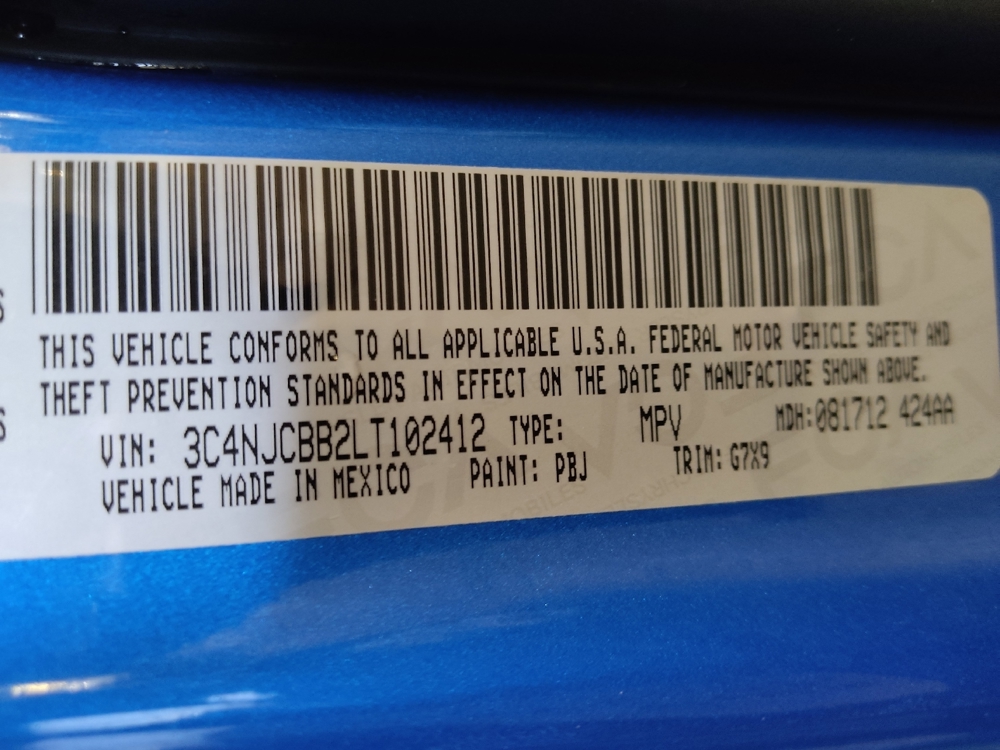 THIS VEHICLE CONFORMS TO ALL APPLICABLE U.S.A. FEDERAL MOTOR VEHICLE SAFETY AND
THEFT PREVENTION STANDARDS IN EFFECT ON THE DATE OF MANUFACTURE SHOWN ABOVE.
VIN: 3C4NJCBB2LT102412 TYPE: MPV MDH:081712 424AA
VEHICLE MADE IN MEXICO PAINT: PBJ TRIM: G7X9